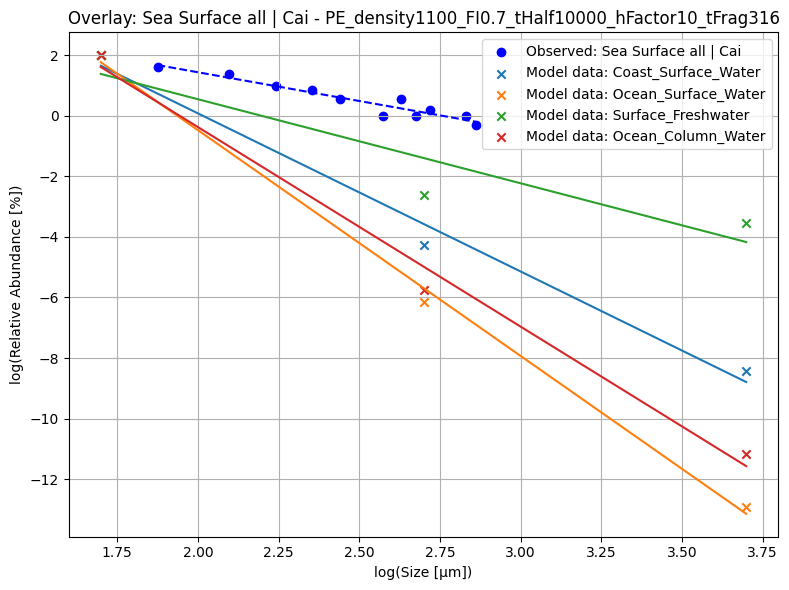 Overlay: Sea Surface all | Cai - PE_density1100_FI0.7_tHalf10000_hFactor10_tFrag316
Observed: Sea Surface all | Cai
Model data: Coast_Surface_Water
Model data: Ocean_Surface_Water
Model data: Surface_Freshwater
Model data: Ocean_Column_Water
log(Relative Abundance [%])
2
0
−2
−4
−6
−8
−10
−12
1.75
2.00
2.25
2.50
2.75
3.00
3.25
3.50
3.75
log(Size [μm])